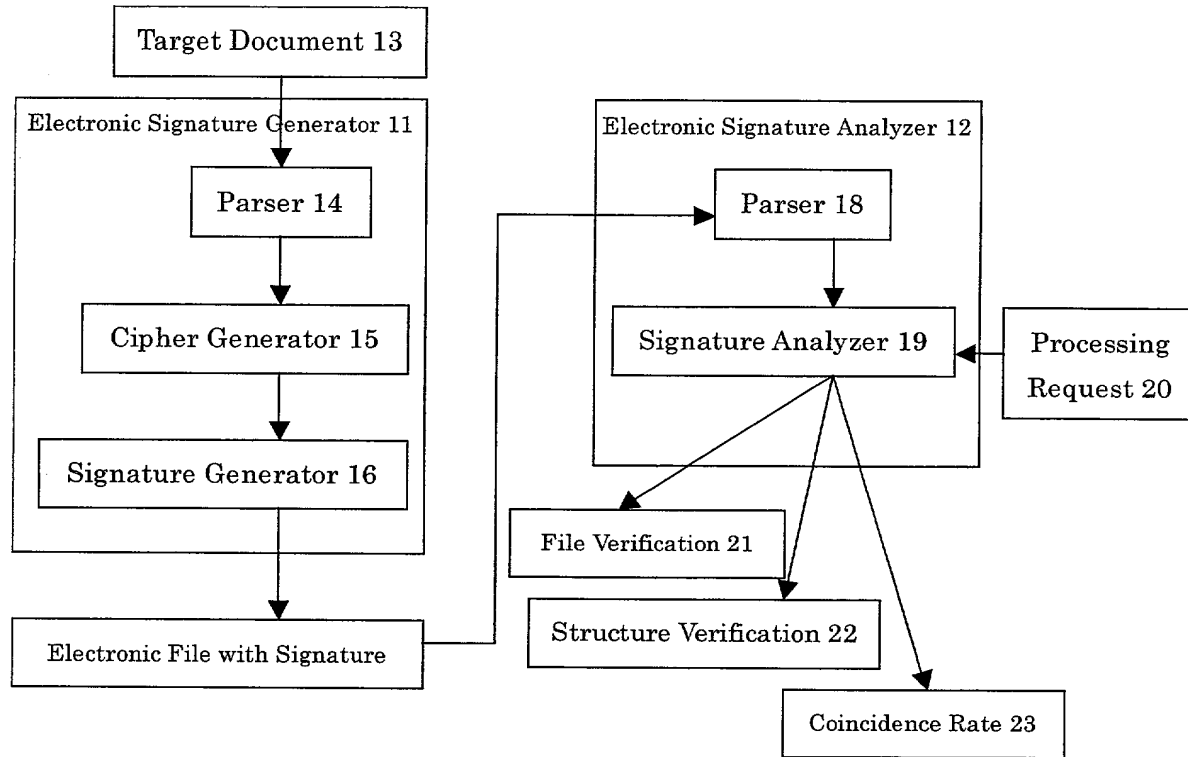 Target Document 13
Electronic Signature Generator 11
Parser 14
Cipher Generator 15
Signature Generator 16
Electronic File with Signature
Electronic Signature Analyzer 12
Parser 18
Signature Analyzer 19
Processing
Request 20
File Verification 21
Structure Verification 22
Coincidence Rate 23